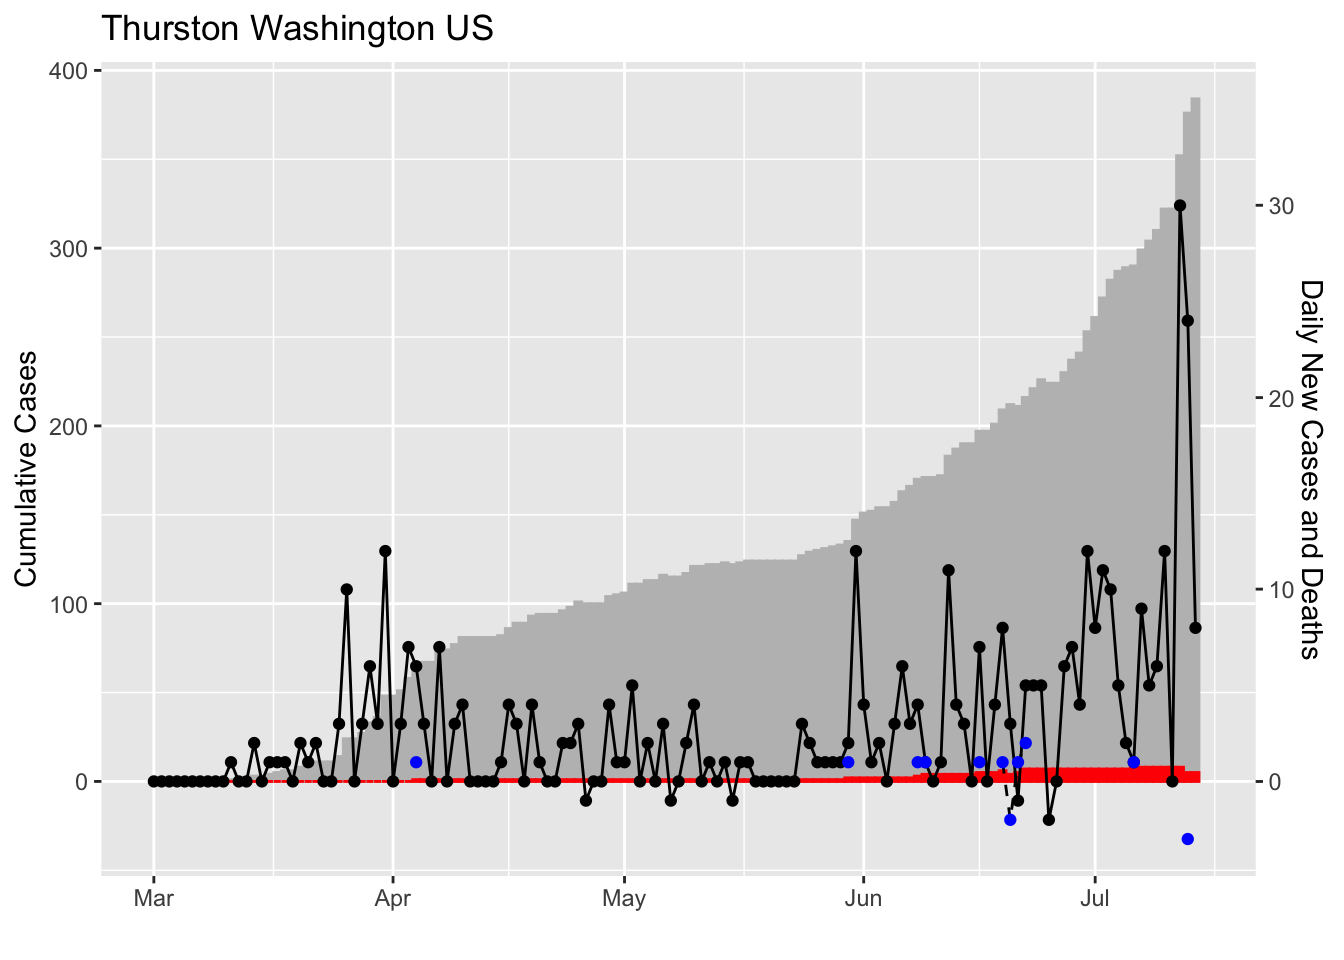 Thurston Washington US
400
300
200
100
0
Cumulative Cases
30
20
10
0
Daily New Cases and Deaths
Mar
Apr
May
Jun
Jul